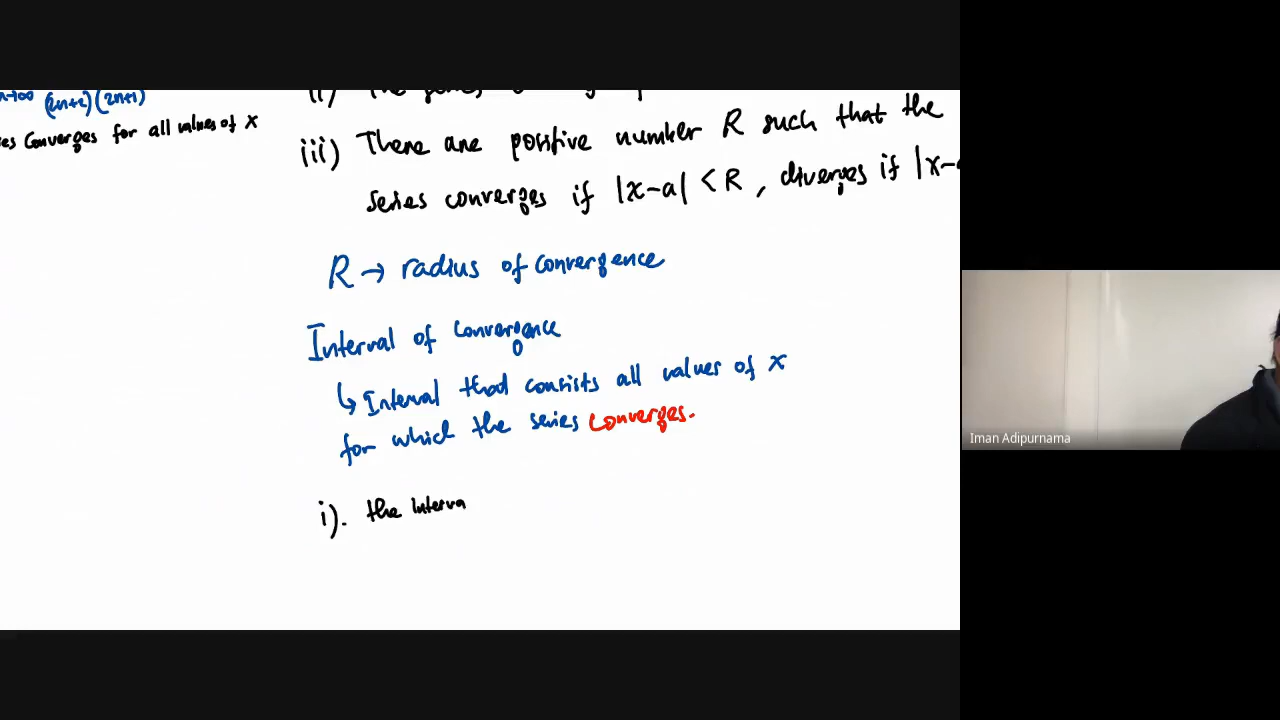 (2n+2)(2n+1)
Converges for all values of x
iii) There are positive number R such that the
series converges if |x-a| < R, diverges if |x-
R → radius of convergence
Interval of convergence
↳ Interval that consists all values of x
for which the series converges.
i). the interva
Iman Adipurnama